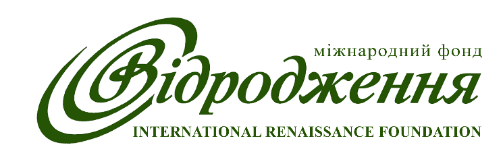 міжнародний фонд
Відродження
INTERNATIONAL RENAISSANCE FOUNDATION